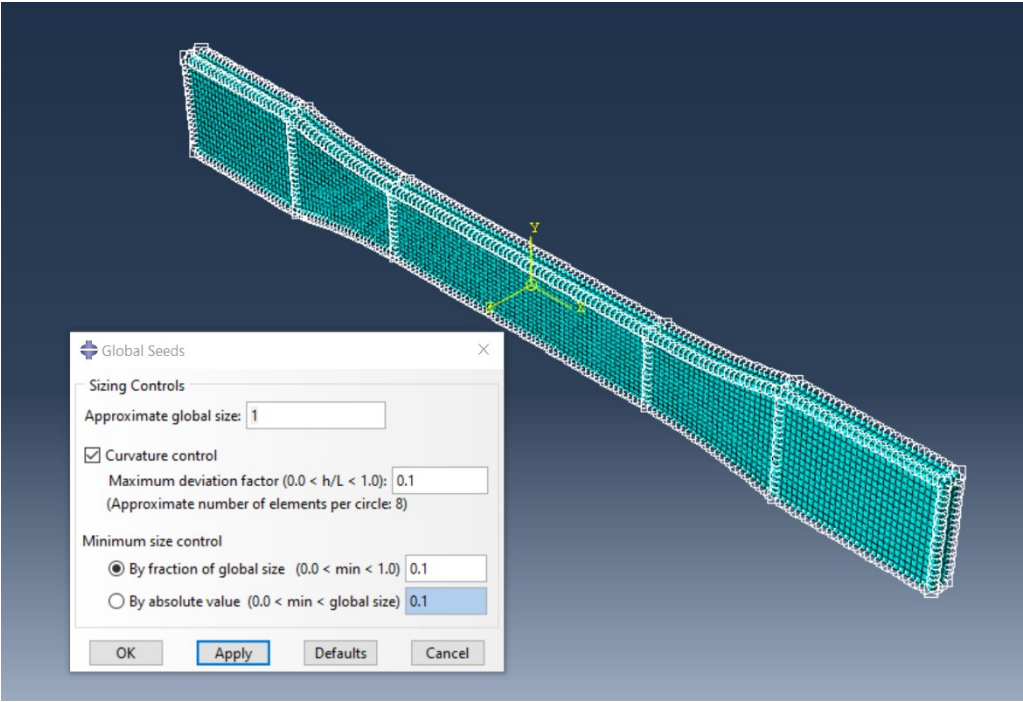 Y
Z
X
Global Seeds
Sizing Controls
Approximate global size: 1
Curvature control
Maximum deviation factor (0.0 < h/L < 1.0): 0.1
(Approximate number of elements per circle: 8)
Minimum size control
By fraction of global size (0.0 < min < 1.0) 0.1
By absolute value (0.0 < min < global size) 0.1
OK Apply Defaults Cancel